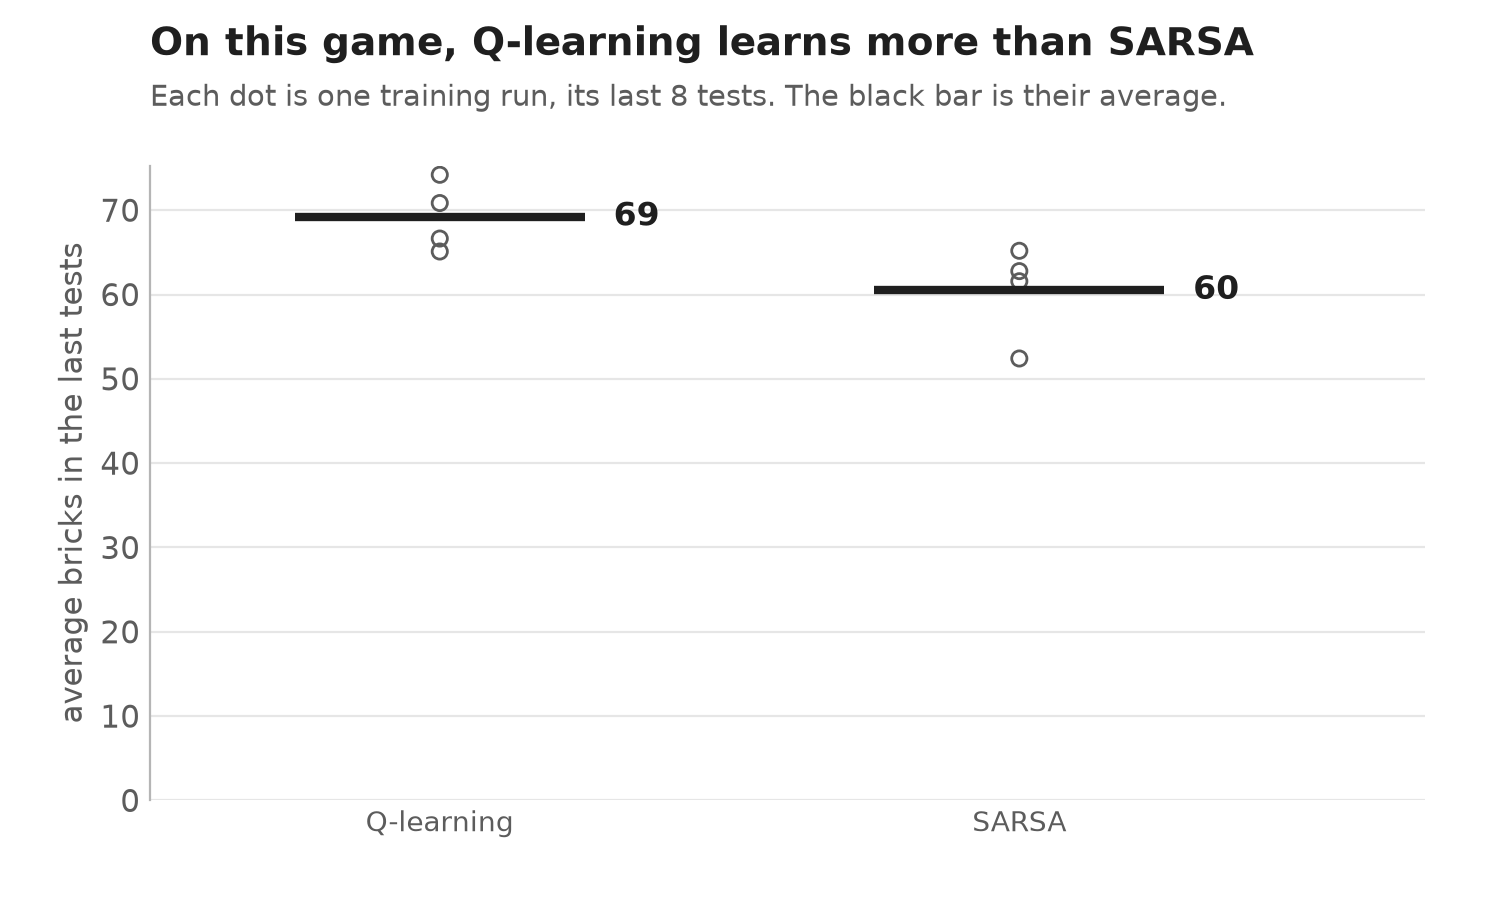 On this game, Q-learning learns more than SARSA
Each dot is one training run, its last 8 tests. The black bar is their average.
average bricks in the last tests
70
60
50
40
30
20
10
0
69
60
Q-learning
SARSA